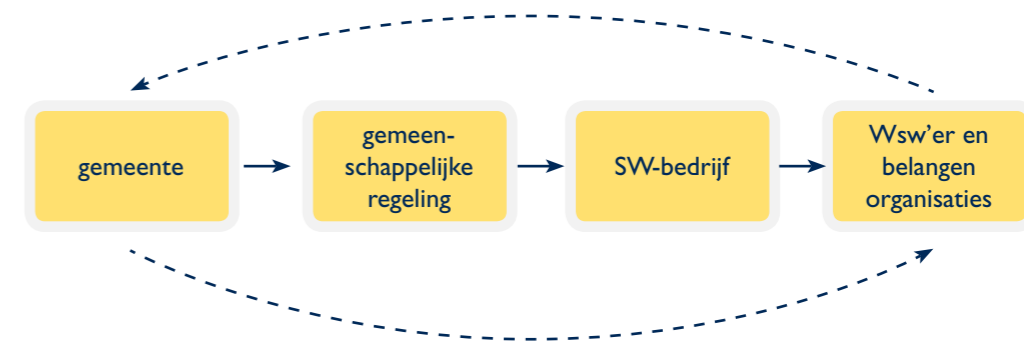 gemeente
gemeen-
schappelijke
regeling
SW-bedrijf
Wsw’er en
belangen
organisaties